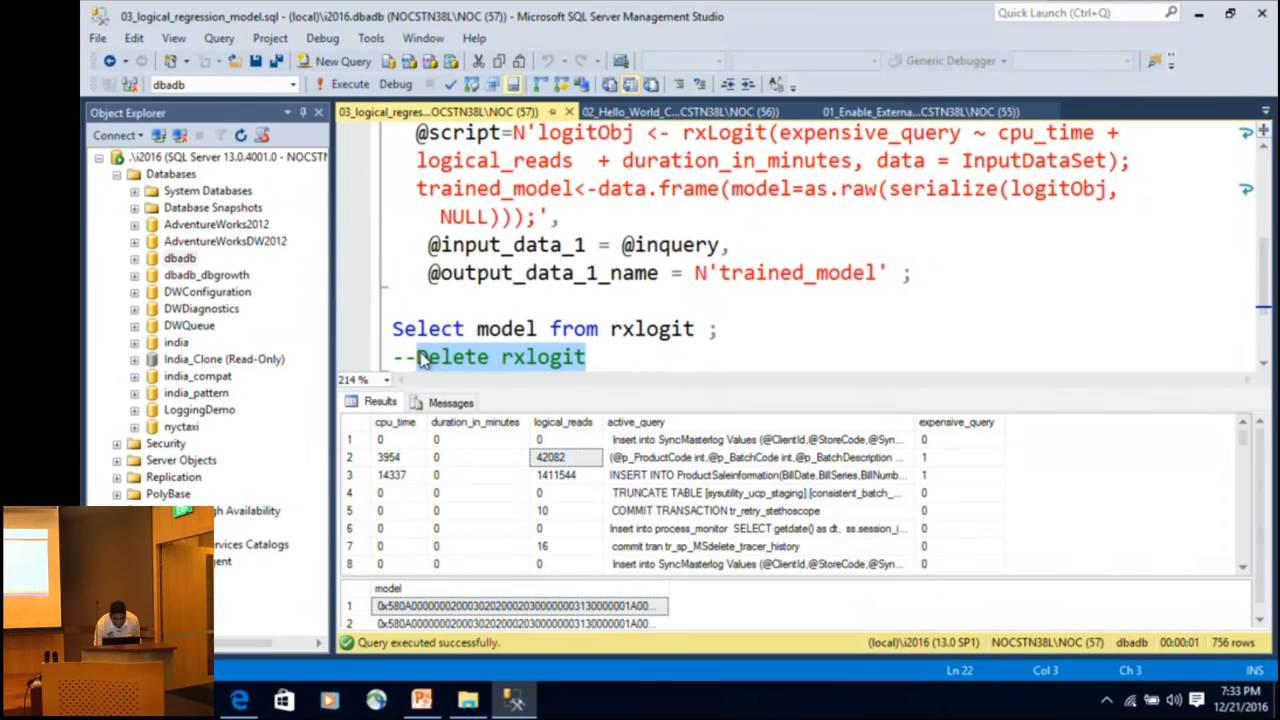 03_logical_regression_model.sql - (local)\i2016.dbadb (NOCSTN38L\NOC (57)) - Microsoft SQL Server Management Studio
Quick Launch (Ctrl+Q)
File Edit View Query Project Debug Tools Window Help
New Query
Generic Debugger
dbadb
Execute Debug
Object Explorer
03_logical_regres...OCSTN38L\NOC (57))
02_Hello_World_C...CSTN38L\NOC (56))
01_Enable_Externa...CSTN38L\NOC (55))
Connect
.\i2016 (SQL Server 13.0.4001.0 - NOCSTN
Databases
System Databases
Database Snapshots
AdventureWorks2012
AdventureWorksDW2012
dbadb
dbadb_dbgrowth
DWConfiguration
DWDiagnostics
DWQueue
india
India_Clone (Read-Only)
india_compat
india_pattern
LoggingDemo
nyctaxi
Security
Server Objects
Replication
PolyBase
gh Availability
ervices Catalogs
gent
@script=N'logitObj <- rxLogit(expensive_query ~ cpu_time +
logical_reads + duration_in_minutes, data = InputDataSet);
trained_model<-data.frame(model=as.raw(serialize(logitObj,
NULL)));',
@input_data_1 = @inquery,
@output_data_1_name = N'trained_model' ;
Select model from rxlogit ;
--Delete rxlogit
214 %
Results Messages
cpu_time duration_in_minutes logical_reads active_query expensive_query
1 0 0 0 Insert into SyncMasterlog Values (@ClientId,@StoreCode,@Syn... 0
2 3954 0 42082 (@p_ProductCode int,@p_BatchCode int,@p_BatchDescription ... 1
3 14337 0 1411544 INSERT INTO ProductSaleinformation(BillDate,BillSeries,BillNumb... 1
4 0 0 0 TRUNCATE TABLE [sysutility_ucp_staging].[consistent_batch_... 0
5 0 0 10 COMMIT TRANSACTION tr_retry_stethoscope 0
6 0 0 0 Insert into process_monitor SELECT getdate() as dt, ss.session_i... 0
7 0 0 16 commit tran tr_sp_MSdelete_tracer_history 0
8 0 0 0 Insert into SyncMasterlog Values (@ClientId,@StoreCode,@Syn... 0
model
1 0x580A000000020003020200020300000003130000001A00...
2 0x580A000000020003020200020300000003130000001A00...
Query executed successfully.
(local)\i2016 (13.0 SP1) NOCSTN38L\NOC (57) dbadb 00:00:01 756 rows
Ln 22 Col 3 Ch 3 INS
7:33 PM
12/21/2016